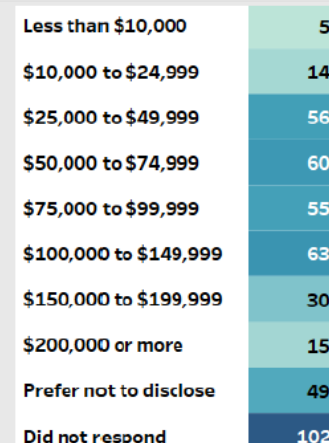 Less than $10,000 5
$10,000 to $24,999 14
$25,000 to $49,999 56
$50,000 to $74,999 60
$75,000 to $99,999 55
$100,000 to $149,999 63
$150,000 to $199,999 30
$200,000 or more 15
Prefer not to disclose 49
Did not respond 102